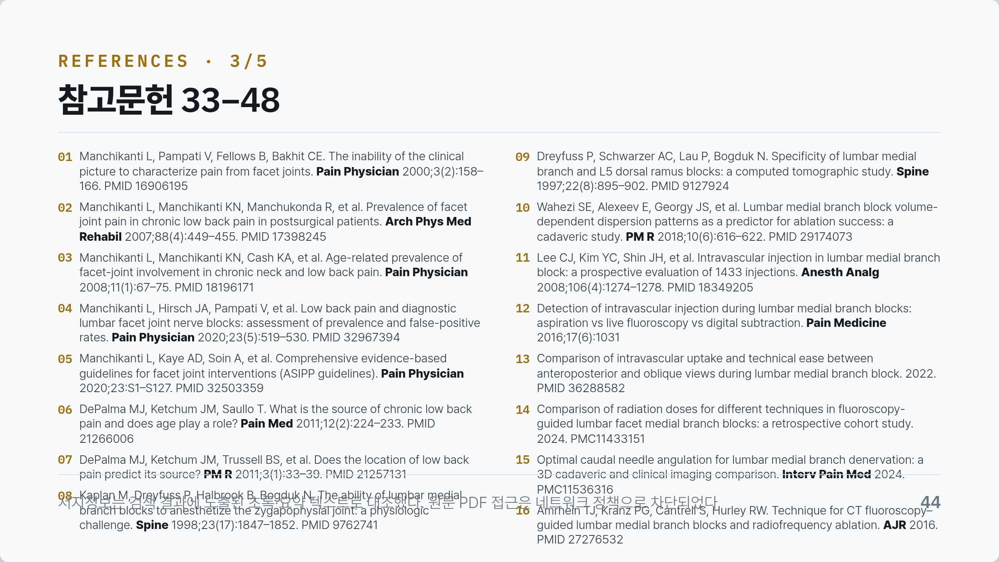 REFERENCES · 3/5
참고문헌 33–48
01 Manchikanti L, Pampati V, Fellows B, Bakhit CE. The inability of the clinical
picture to characterize pain from facet joints. Pain Physician 2000;3(2):158–
166. PMID 16906195
02 Manchikanti L, Manchikanti KN, Manchukonda R, et al. Prevalence of facet
joint pain in chronic low back pain in postsurgical patients. Arch Phys Med
Rehabil 2007;88(4):449–455. PMID 17398245
03 Manchikanti L, Manchikanti KN, Cash KA, et al. Age-related prevalence of
facet-joint involvement in chronic neck and low back pain. Pain Physician
2008;11(1):67–75. PMID 18196171
04 Manchikanti L, Hirsch JA, Pampati V, et al. Low back pain and diagnostic
lumbar facet joint nerve blocks: assessment of prevalence and false-positive
rates. Pain Physician 2020;23(5):519–530. PMID 32967394
05 Manchikanti L, Kaye AD, Soin A, et al. Comprehensive evidence-based
guidelines for facet joint interventions (ASIPP guidelines). Pain Physician
2020;23:S1–S127. PMID 32503359
06 DePalma MJ, Ketchum JM, Saullo T. What is the source of chronic low back
pain and does age play a role? Pain Med 2011;12(2):224–233. PMID
21266006
07 DePalma MJ, Ketchum JM, Trussell BS, et al. Does the location of low back
pain predict its source? PM R 2011;3(1):33–39. PMID 21257131
08 Kaplan M, Dreyfuss P, Halbrook B, Bogduk N. The ability of lumbar medial
branch blocks to anesthetize the zygapophysial joint: a physiologic
challenge. Spine 1998;23(17):1847–1852. PMID 9762741
09 Dreyfuss P, Schwarzer AC, Lau P, Bogduk N. Specificity of lumbar medial
branch and L5 dorsal ramus blocks: a computed tomographic study. Spine
1997;22(8):895–902. PMID 9127924
10 Wahezi SE, Alexeev E, Georgy JS, et al. Lumbar medial branch block volume-
dependent dispersion patterns as a predictor for ablation success: a
cadaveric study. PM R 2018;10(6):616–622. PMID 29174073
11 Lee CJ, Kim YC, Shin JH, et al. Intravascular injection in lumbar medial branch
block: a prospective evaluation of 1433 injections. Anesth Analg
2008;106(4):1274–1278. PMID 18349205
12 Detection of intravascular injection during lumbar medial branch blocks:
aspiration vs live fluoroscopy vs digital subtraction. Pain Medicine
2016;17(6):1031
13 Comparison of intravascular uptake and technical ease between
anteroposterior and oblique views during lumbar medial branch block. 2022.
PMID 36288582
14 Comparison of radiation doses for different techniques in fluoroscopy-
guided lumbar facet medial branch blocks: a retrospective cohort study.
2024. PMC11433151
15 Optimal caudal needle angulation for lumbar medial branch denervation: a
3D cadaveric and clinical imaging comparison. Interv Pain Med 2024.
PMC11536316
16 Amrhein TJ, Kranz PG, Cantrell S, Hurley RW. Technique for CT fluoroscopy–
guided lumbar medial branch blocks and radiofrequency ablation. AJR 2016.
PMID 27276532
서지정보는 검색 결과에 노출된 초록·요약 텍스트로 대조했다. 원문 PDF 접근은 네트워크 정책으로 차단되었다
44